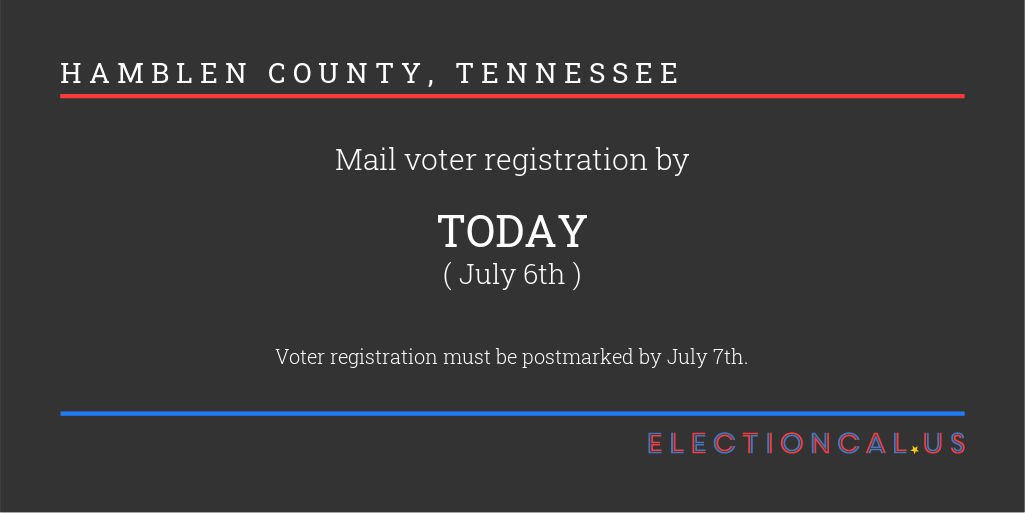 HAMBLEN COUNTY, TENNESSEE
Mail voter registration by
TODAY
( July 6th )
Voter registration must be postmarked by July 7th.
ELECTIONCAL.US